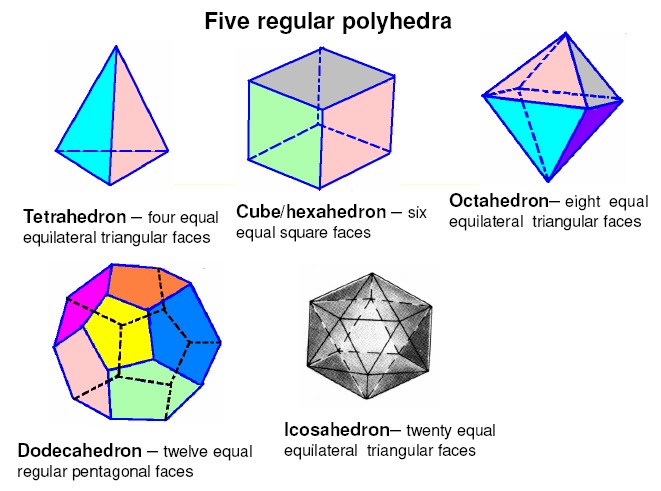 Five regular polyhedra
Tetrahedron – four equal
equilateral triangular faces
Cube/hexahedron – six
equal square faces
Octahedron– eight equal
equilateral triangular faces
Dodecahedron – twelve equal
regular pentagonal faces
Icosahedron– twenty equal
equilateral triangular faces